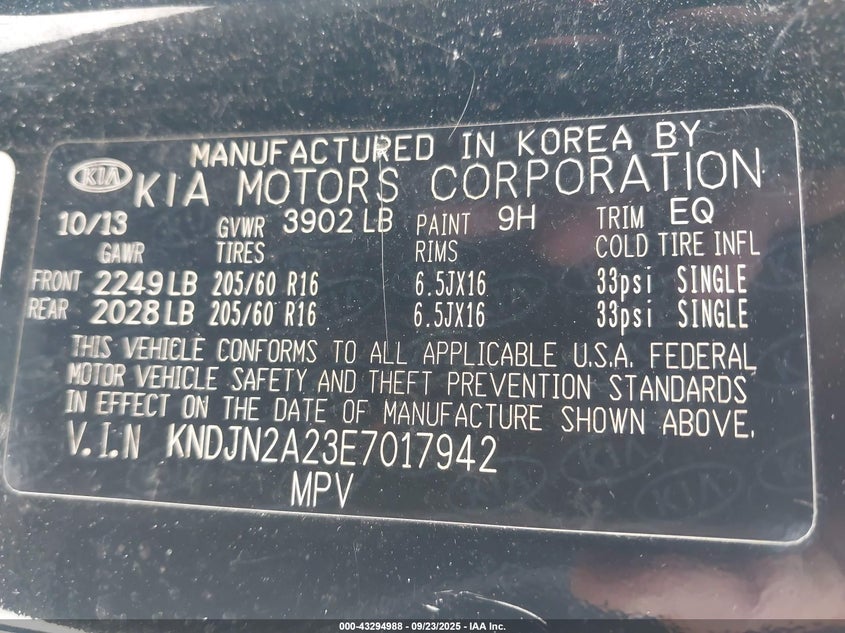 MANUFACTURED IN KOREA BY
KIA KIA MOTORS CORPORATION
10/13 GVWR 3902 LB PAINT 9H TRIM EQ
GAWR TIRES RIMS COLD TIRE INFL
FRONT 2249 LB 205/60 R16 6.5JX16 33psi SINGLE
REAR 2028 LB 205/60 R16 6.5JX16 33psi SINGLE
THIS VEHICLE CONFORMS TO ALL APPLICABLE U.S.A. FEDERAL
MOTOR VEHICLE SAFETY AND THEFT PREVENTION STANDARDS
IN EFFECT ON THE DATE OF MANUFACTURE SHOWN ABOVE.
V.I.N KNDJN2A23E7017942
MPV
000-43294988 - 09/23/2025 - IAA Inc.